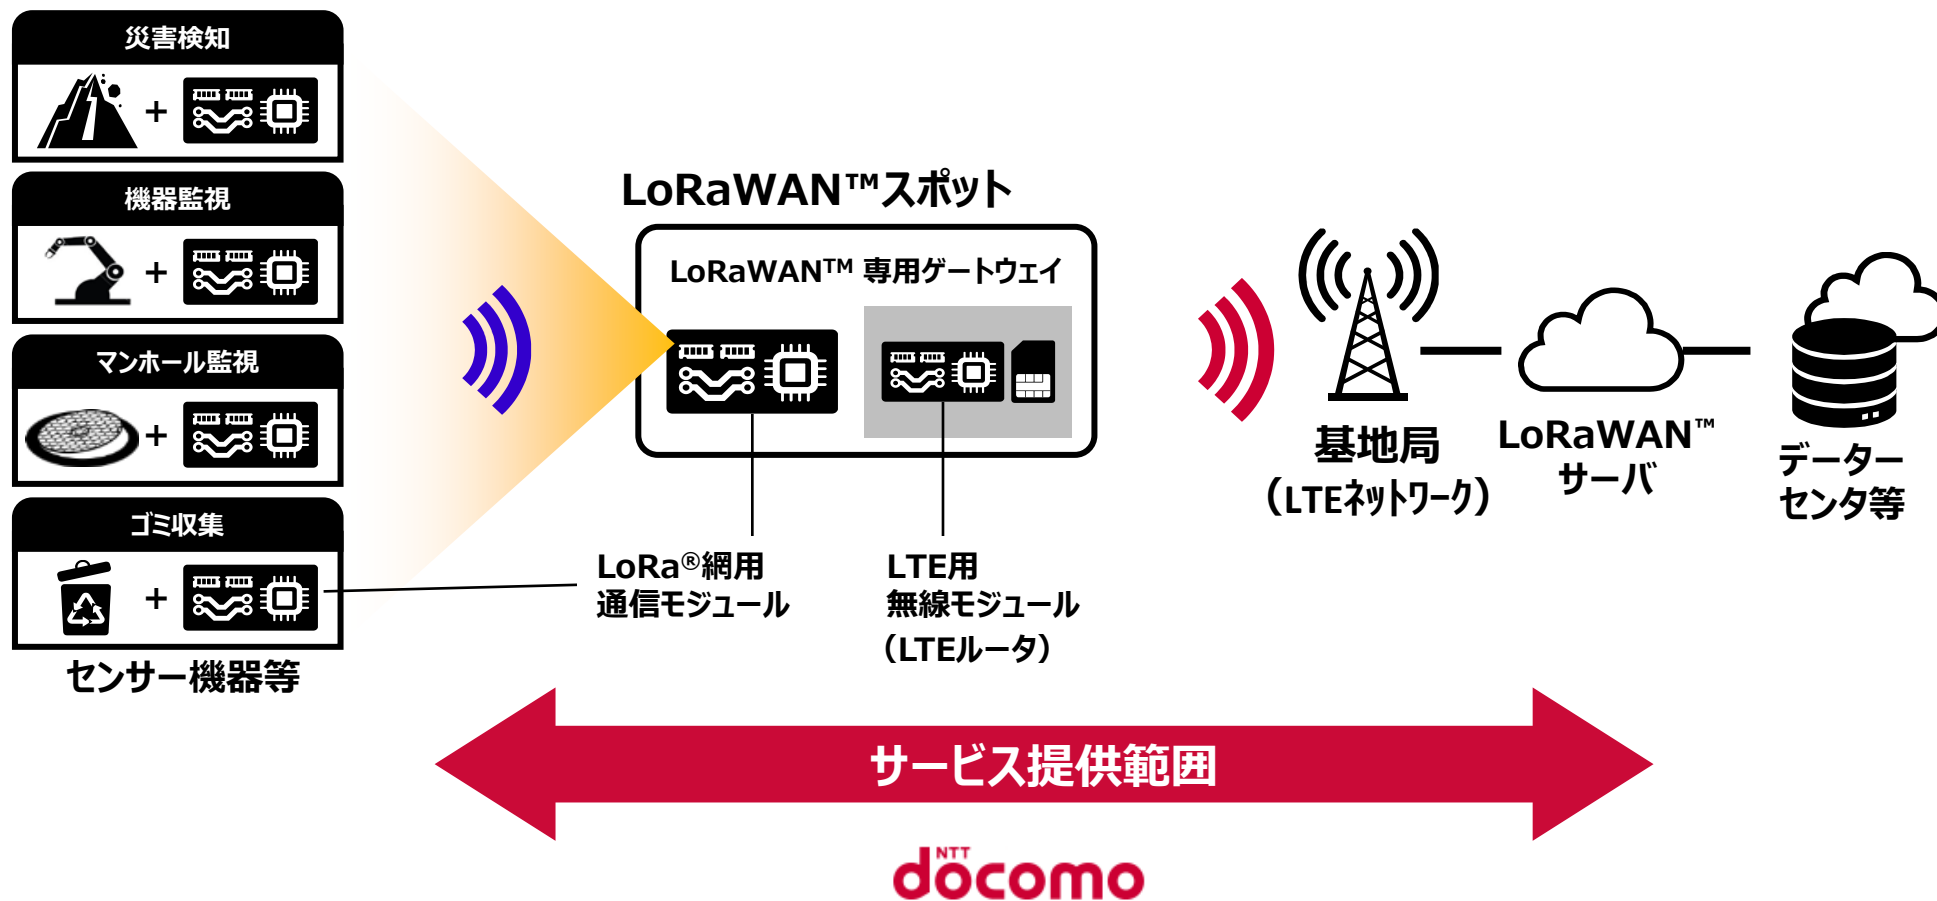 災害検知
機器監視
マンホール監視
ゴミ収集
センサー機器等
LoRaWAN™スポット
LoRaWAN™ 専用ゲートウェイ
LoRa®網用
通信モジュール
LTE用
無線モジュール
（LTEルータ）
基地局
（LTEネットワーク）
LoRaWAN™
サーバ
データー
センタ等
サービス提供範囲
NTT
docomo